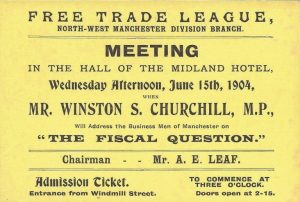 FREE TRADE LEAGUE,
NORTH-WEST MANCHESTER DIVISION BRANCH.
MEETING
IN THE HALL OF THE MIDLAND HOTEL,
Wednesday Afternoon, June 15th, 1904,
WHEN
MR. WINSTON S. CHURCHILL, M.P.,
Will Address the Business Men of Manchester on
"THE FISCAL QUESTION."
Chairman - - Mr. A. E. LEAF.
Admission Ticket.
Entrance from Windmill Street.
TO COMMENCE AT
THREE O'CLOCK.
Doors open at 2-15.